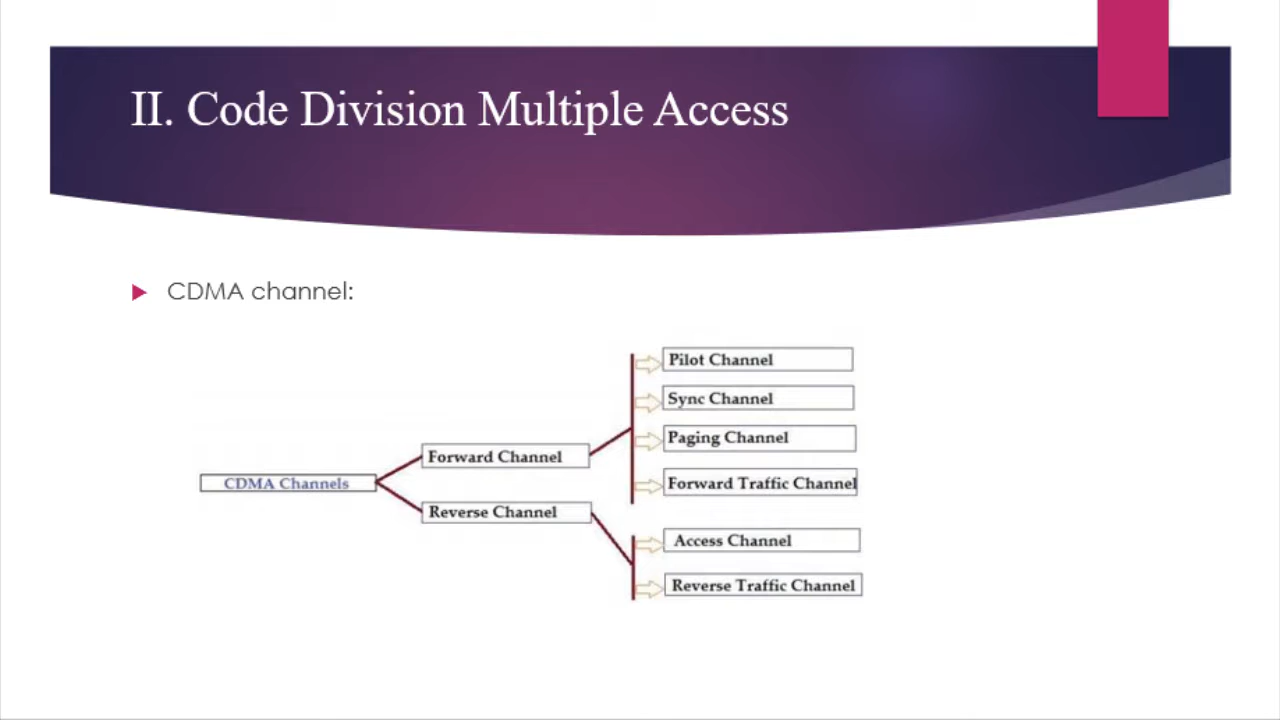 II. Code Division Multiple Access
CDMA channel:
CDMA Channels
Forward Channel
Reverse Channel
Pilot Channel
Sync Channel
Paging Channel
Forward Traffic Channel
Access Channel
Reverse Traffic Channel